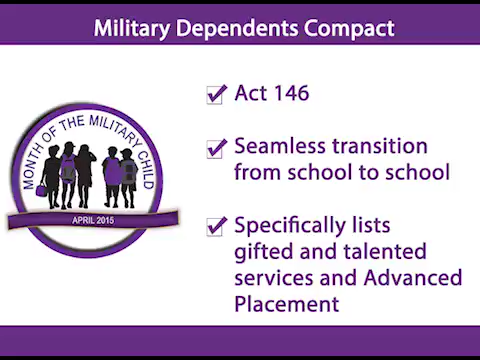 Military Dependents Compact
MONTH OF THE MILITARY CHILD
APRIL 2015
Act 146
Seamless transition
from school to school
Specifically lists
gifted and talented
services and Advanced
Placement